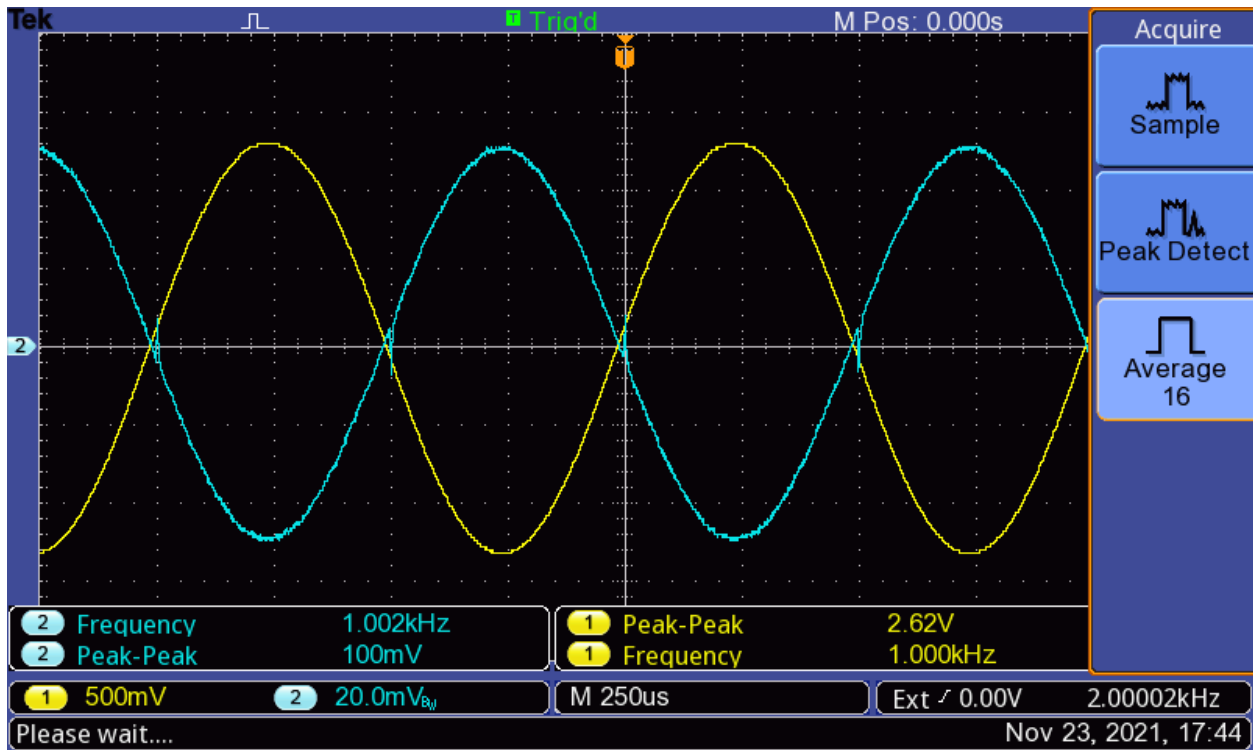 Tek T Trig'd M Pos: 0.000s
Acquire
T
Sample
Peak Detect
2
Average
16
2 Frequency 1.002kHz 1 Peak-Peak 2.62V
2 Peak-Peak 100mV 1 Frequency 1.000kHz
1 500mV 2 20.0mVBW M 250us Ext 0.00V 2.00002kHz
Please wait.... Nov 23, 2021, 17:44